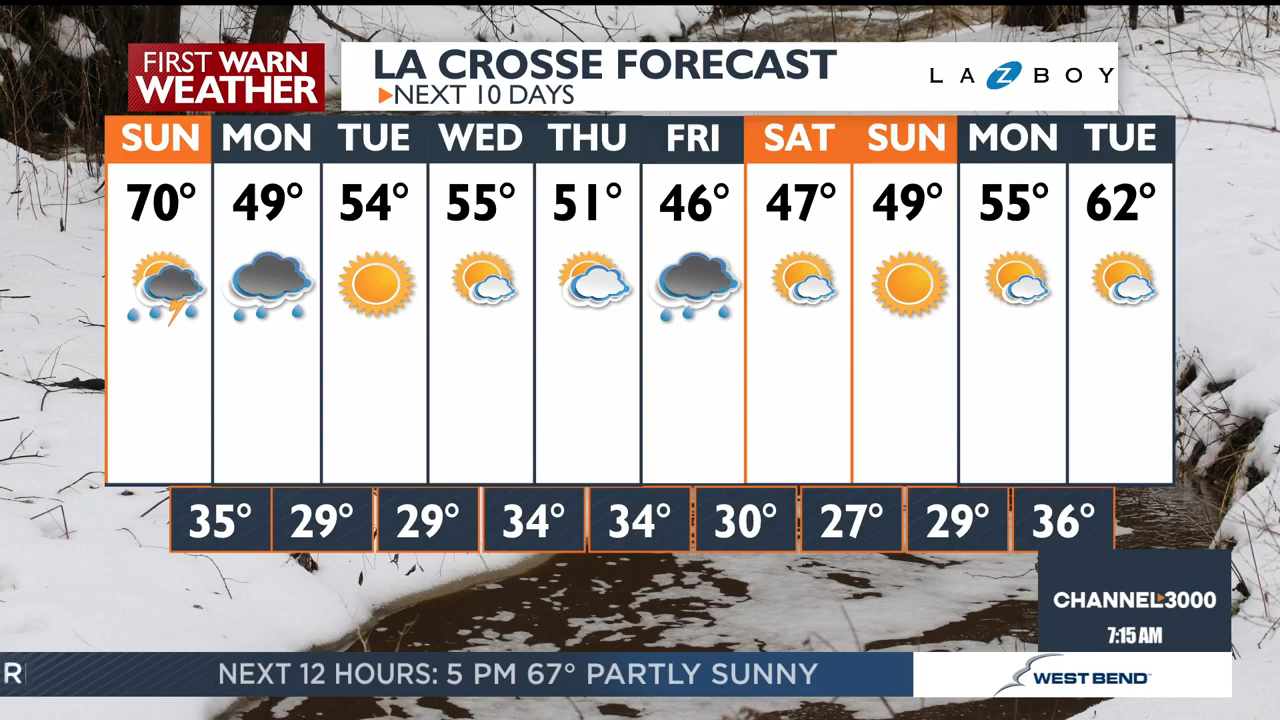 FIRST WARN
WEATHER
LA CROSSE FORECAST
NEXT 10 DAYS
LA Z BOY
SUN MON TUE WED THU FRI SAT SUN MON TUE
70° 49° 54° 55° 51° 46° 47° 49° 55° 62°
35° 29° 29° 34° 34° 30° 27° 29° 36°
CHANNEL3000
7:15 AM
R NEXT 12 HOURS: 5 PM 67° PARTLY SUNNY
WEST BEND